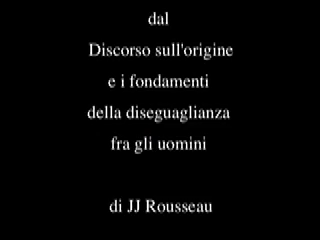 dal
Discorso sull'origine
e i fondamenti
della diseguaglianza
fra gli uomini
di JJ Rousseau